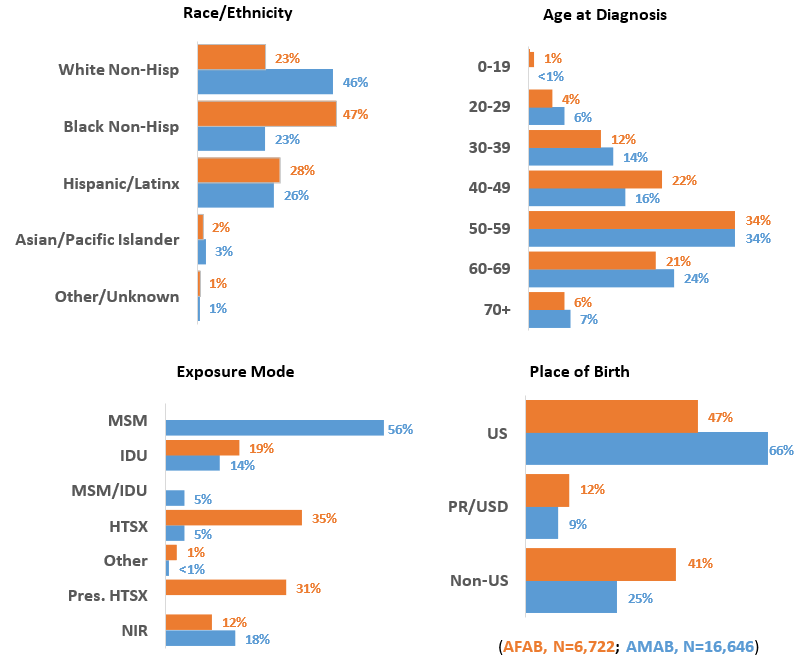 Race/Ethnicity
White Non-Hisp
23%
46%
Black Non-Hisp
47%
23%
Hispanic/Latinx
28%
26%
Asian/Pacific Islander
2%
3%
Other/Unknown
1%
1%
Age at Diagnosis
0-19
1%
<1%
20-29
4%
6%
30-39
12%
14%
40-49
22%
16%
50-59
34%
34%
60-69
21%
24%
70+
6%
7%
Exposure Mode
MSM
56%
IDU
19%
14%
MSM/IDU
5%
HTSX
35%
5%
Other
1%
<1%
Pres. HTSX
31%
NIR
12%
18%
Place of Birth
US
47%
66%
PR/USD
12%
9%
Non-US
41%
25%
(AFAB, N=6,722; AMAB, N=16,646)